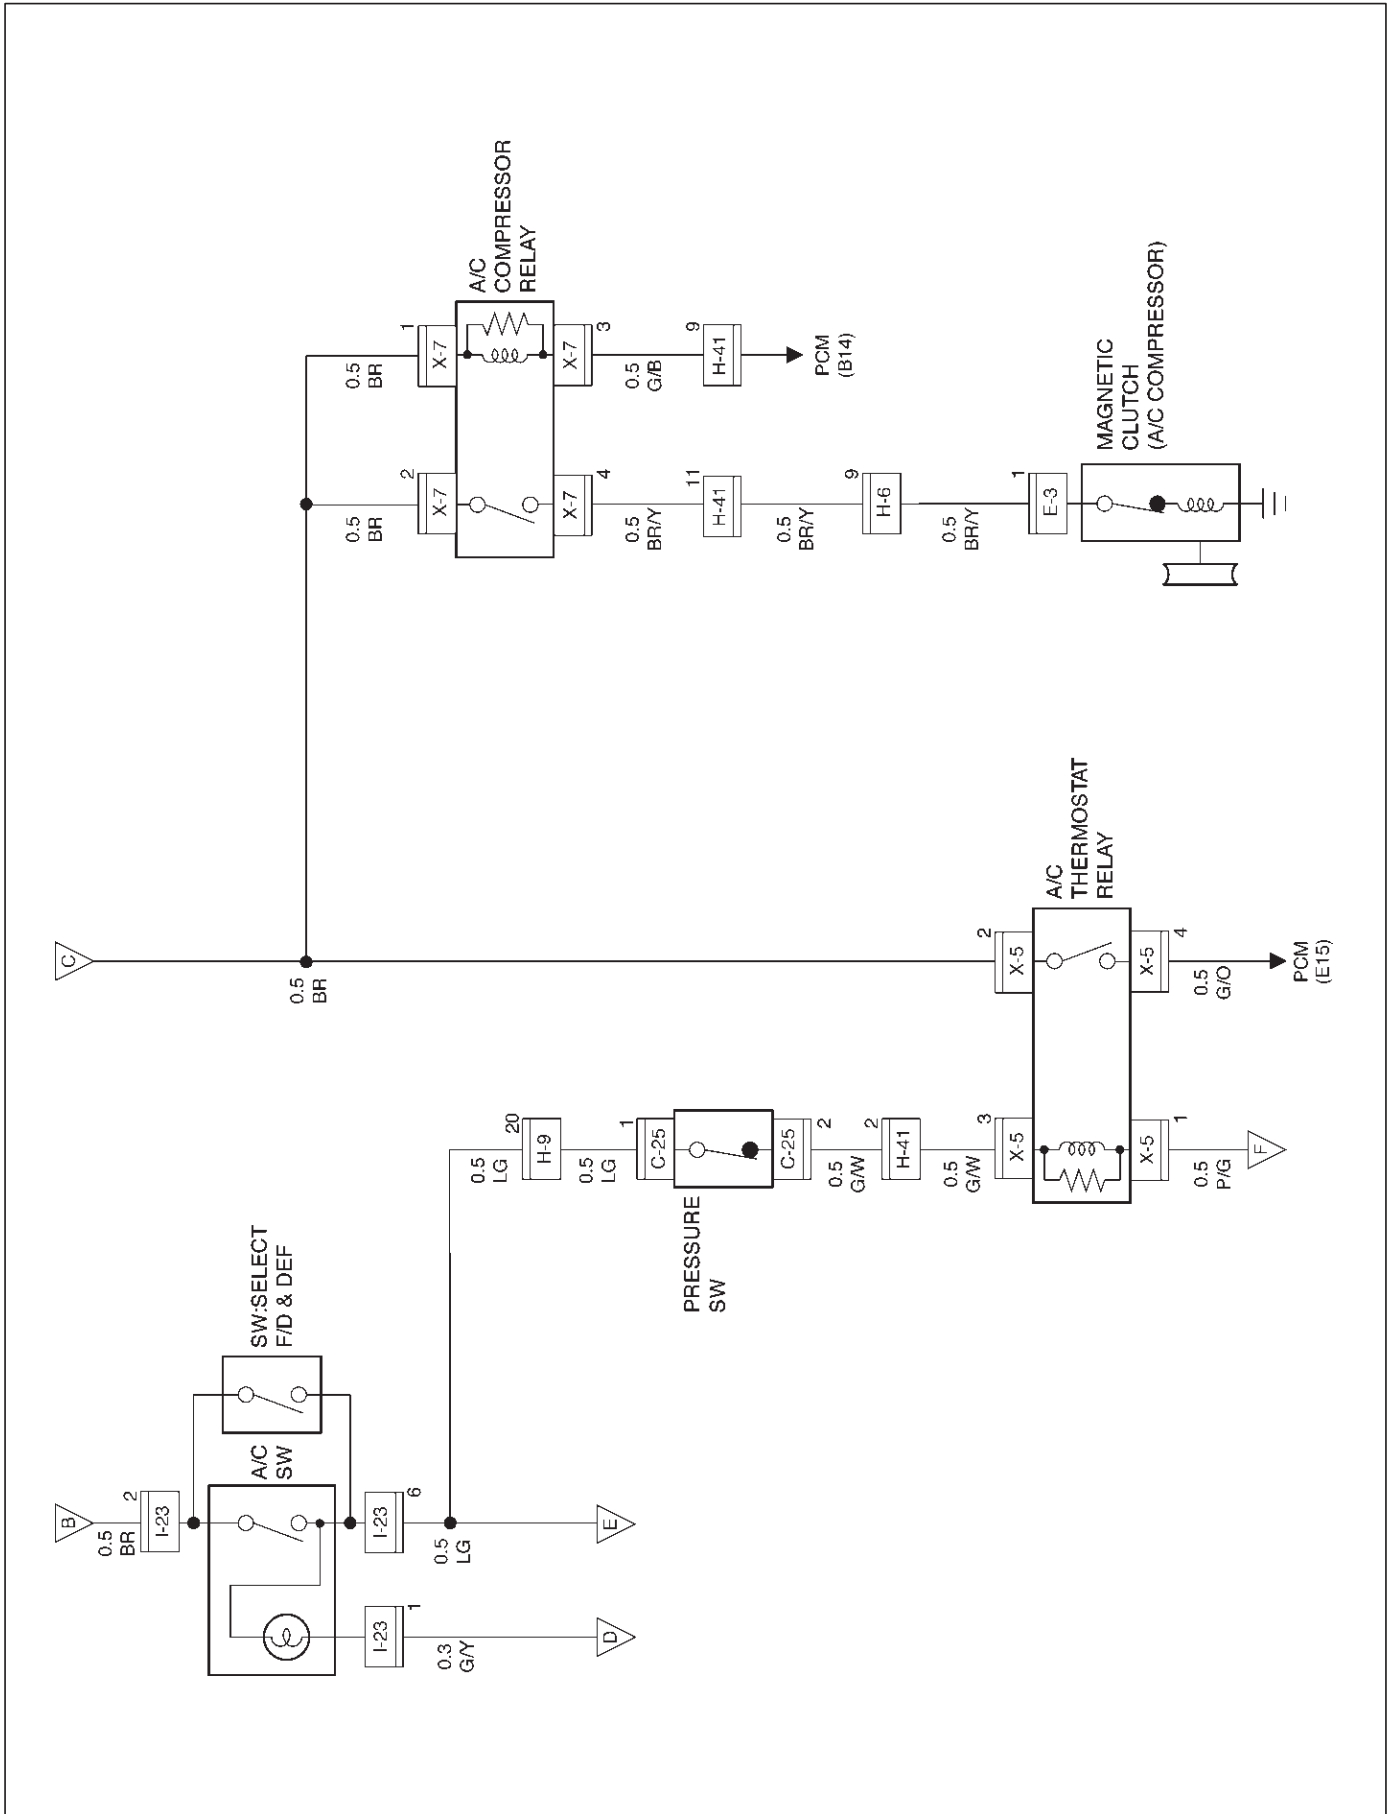 B
0.5
BR
2
I-23
A/C
SW
SW:SELECT
F/D & DEF
I-23
1
0.3
G/Y
D
I-23
6
0.5
LG
E
0.5
LG
20
H-9
0.5
LG
1
C-25
PRESSURE
SW
C-25
2
0.5
G/W
2
H-41
0.5
G/W
3
X-5
X-5
1
0.5
P/G
F
C
0.5
BR
2
X-5
A/C
THERMOSTAT
RELAY
X-5
4
0.5
G/O
PCM
(E15)
0.5
BR
2
X-7
X-7
4
0.5
BR/Y
11
H-41
0.5
BR/Y
9
H-6
0.5
BR/Y
1
E-3
MAGNETIC
CLUTCH
(A/C COMPRESSOR)
0.5
BR
1
X-7
A/C
COMPRESSOR
RELAY
X-7
3
0.5
G/B
9
H-41
PCM
(B14)